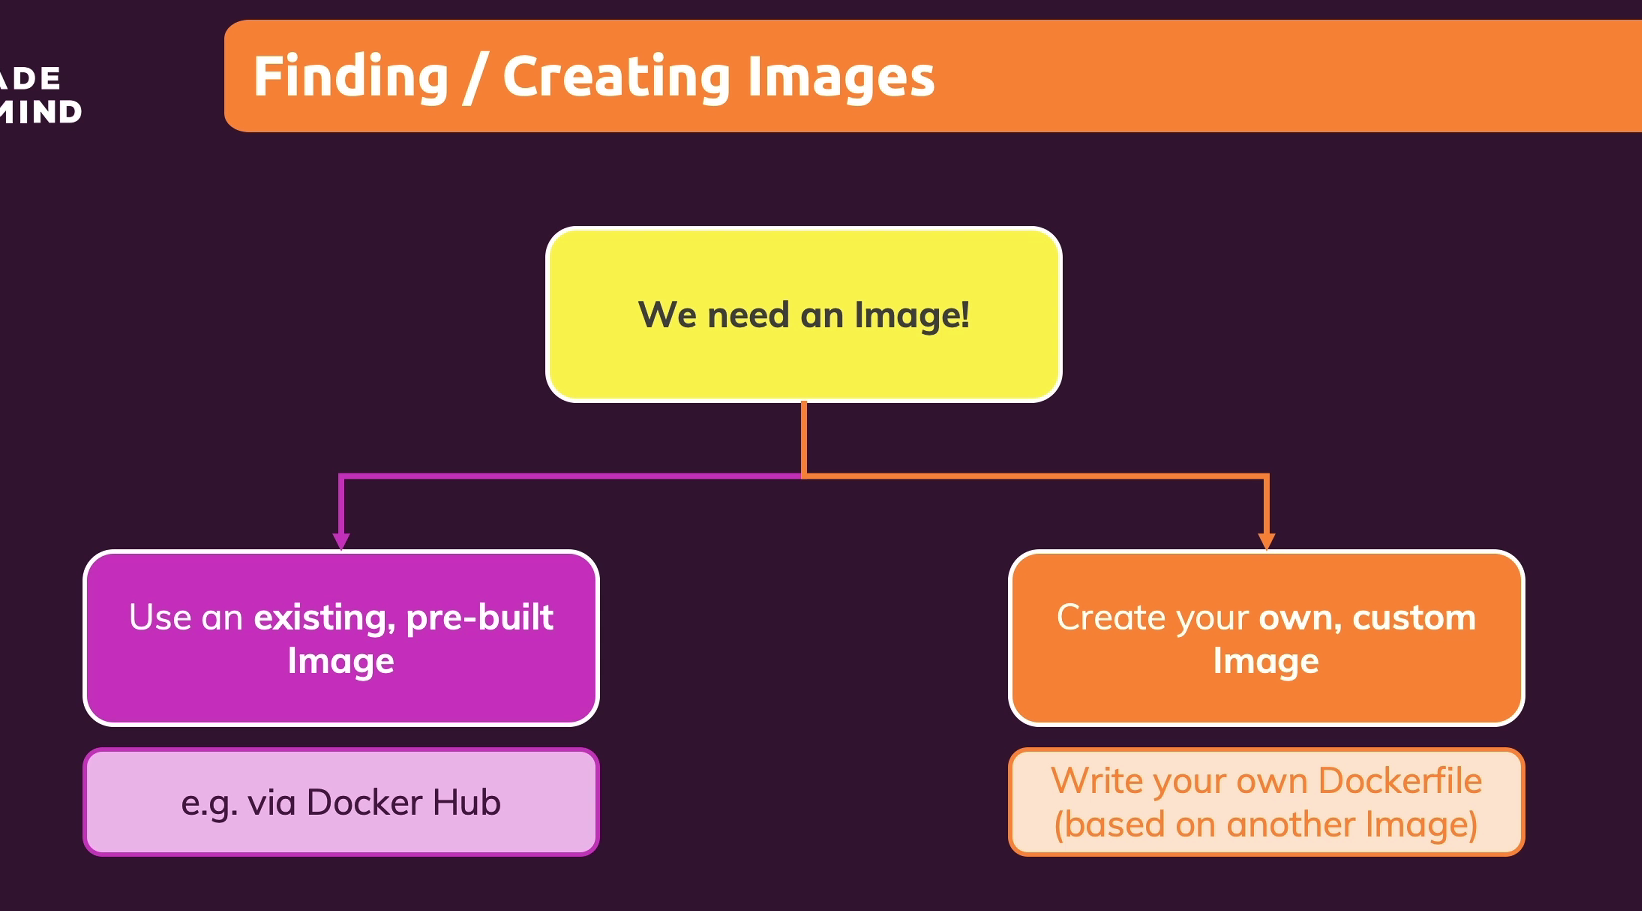 ADE
MIND
Finding / Creating Images
We need an Image!
Use an existing, pre-built
Image
Create your own, custom
Image
e.g. via Docker Hub
Write your own Dockerfile
(based on another Image)